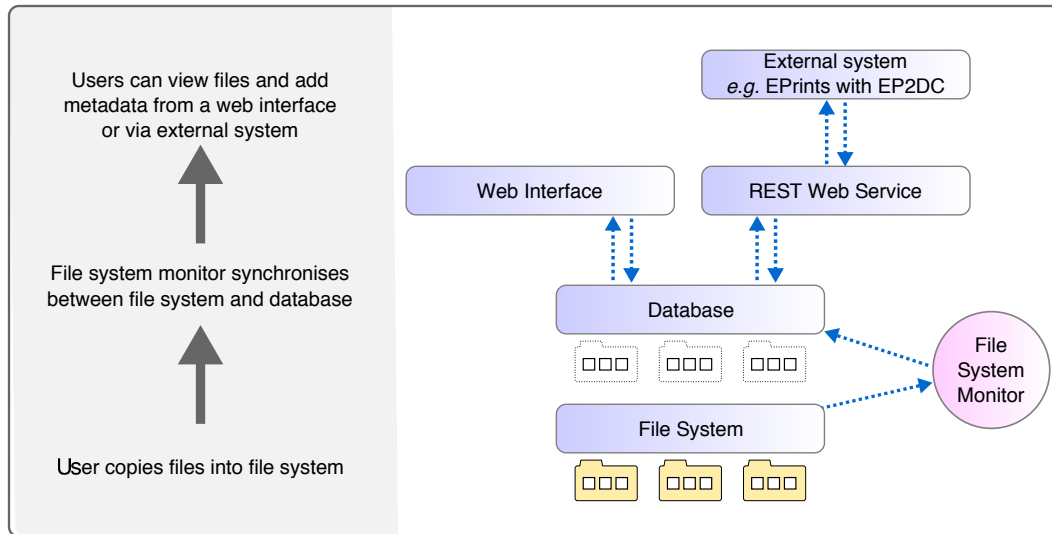 Users can view files and add
metadata from a web interface
or via external system
File system monitor synchronises
between file system and database
User copies files into file system
External system
e.g. EPrints with EP2DC
Web Interface
REST Web Service
Database
File
System
Monitor
File System